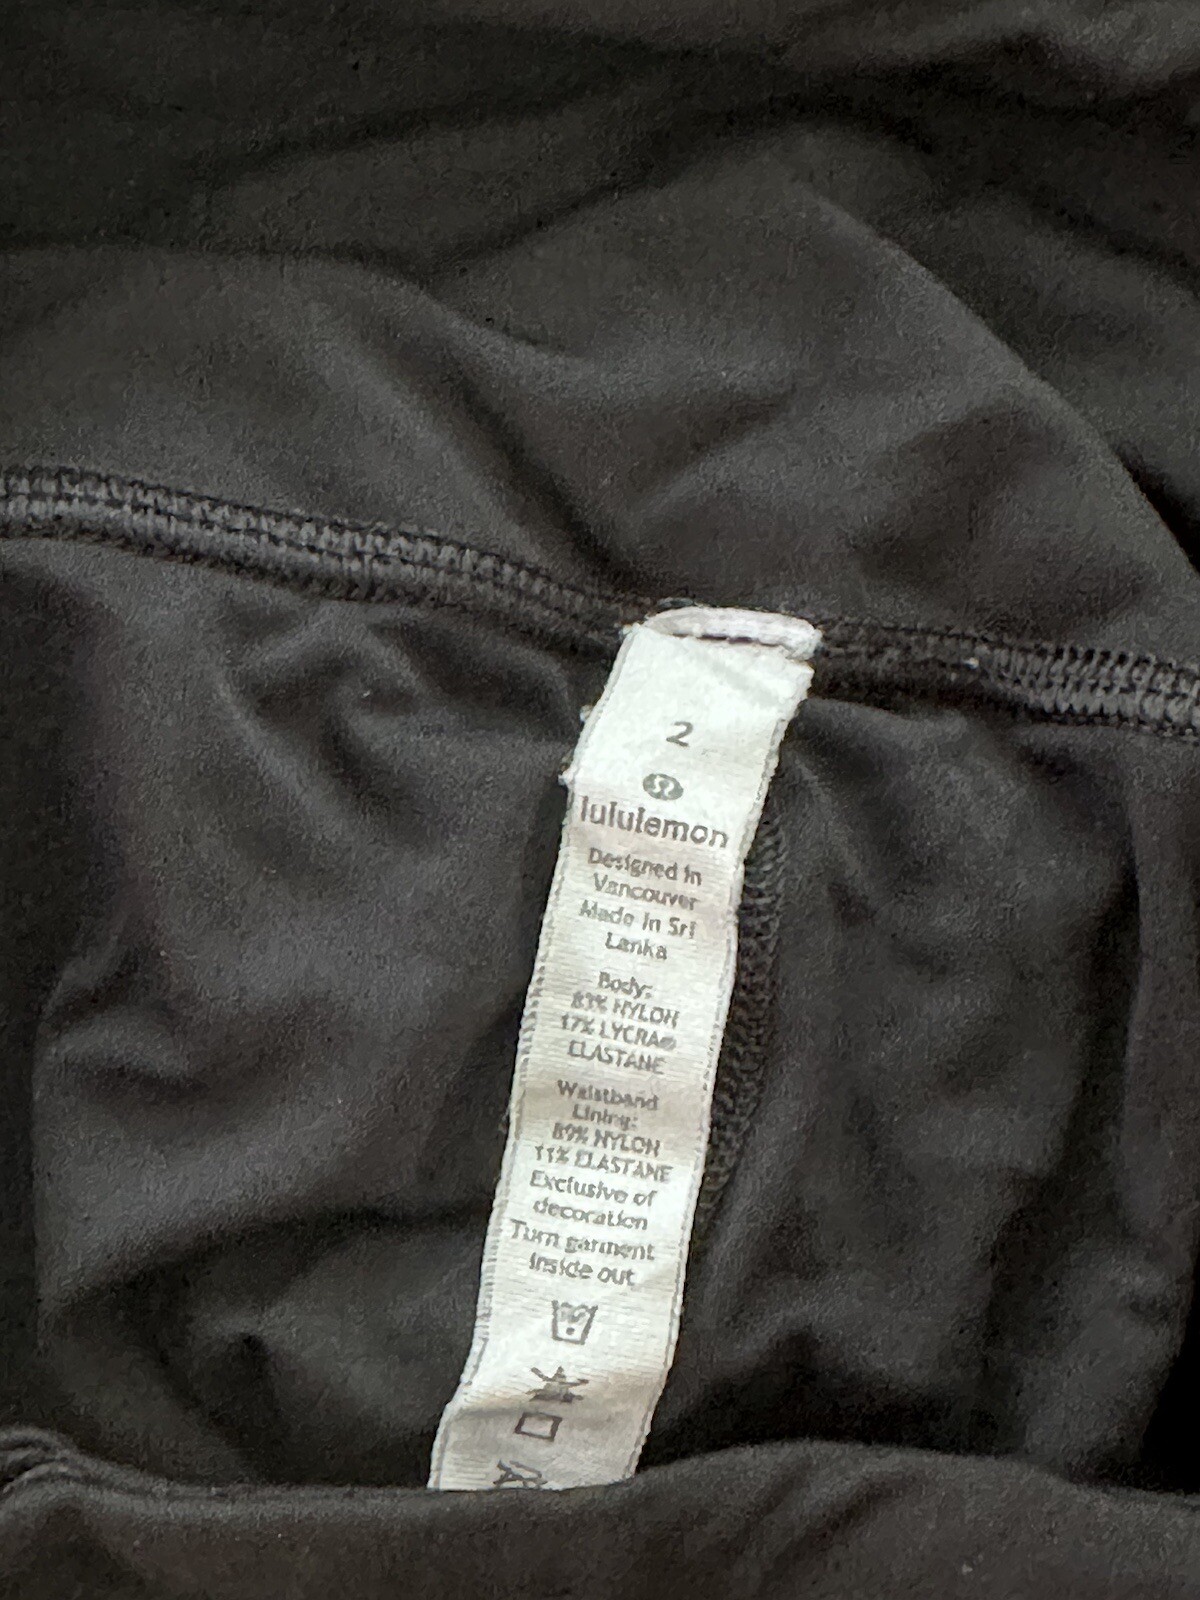 2
lululemon
Designed in
Vancouver
Made in Sri
Lanka
Body:
83% NYLON
17% LYCRA®
ELASTANE
Waistband
Lining:
89% NYLON
11% ELASTANE
Exclusive of
decoration
Turn garment
inside out